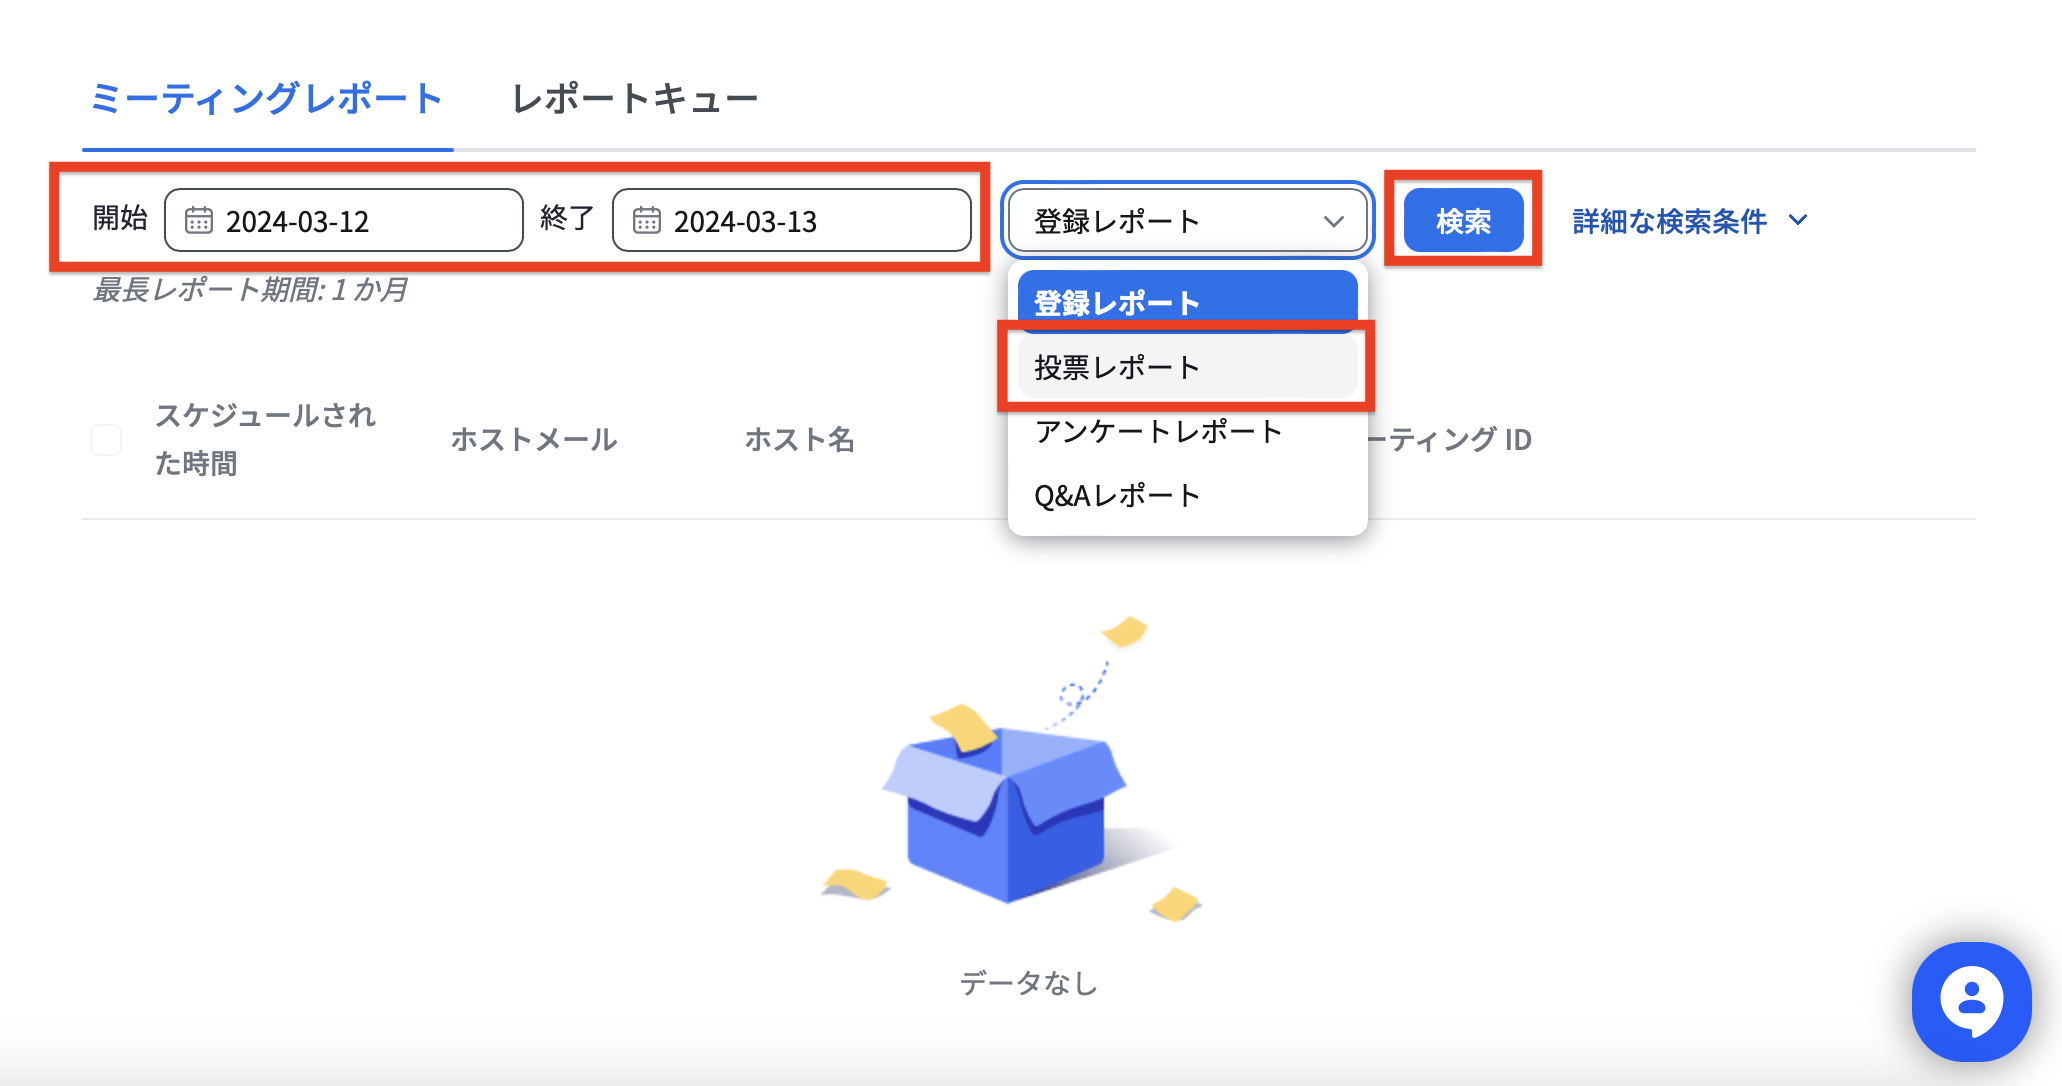 ミーティングレポート レポートキュー
開始 2024-03-12 終了 2024-03-13 登録レポート 検索 詳細な検索条件
最長レポート期間: 1 か月
登録レポート
投票レポート
アンケートレポート
Q&Aレポート
スケジュールされ
た時間
ホストメール ホスト名 ーティング ID
データなし